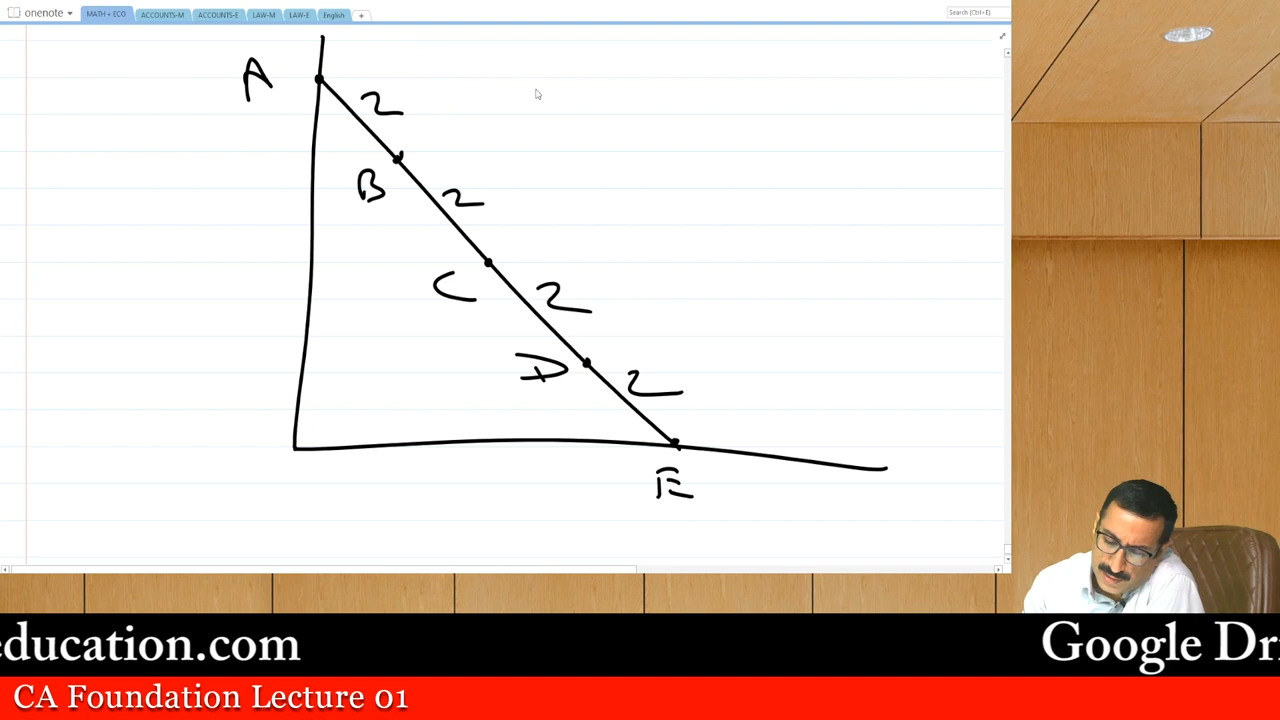 onenote MATH + ECO ACCOUNTS-M ACCOUNTS-E LAW-M LAW-E English + Search (Ctrl+E)
A
2
B
2
C
2
D
2
E
education.com Google Dri
CA Foundation Lecture 01